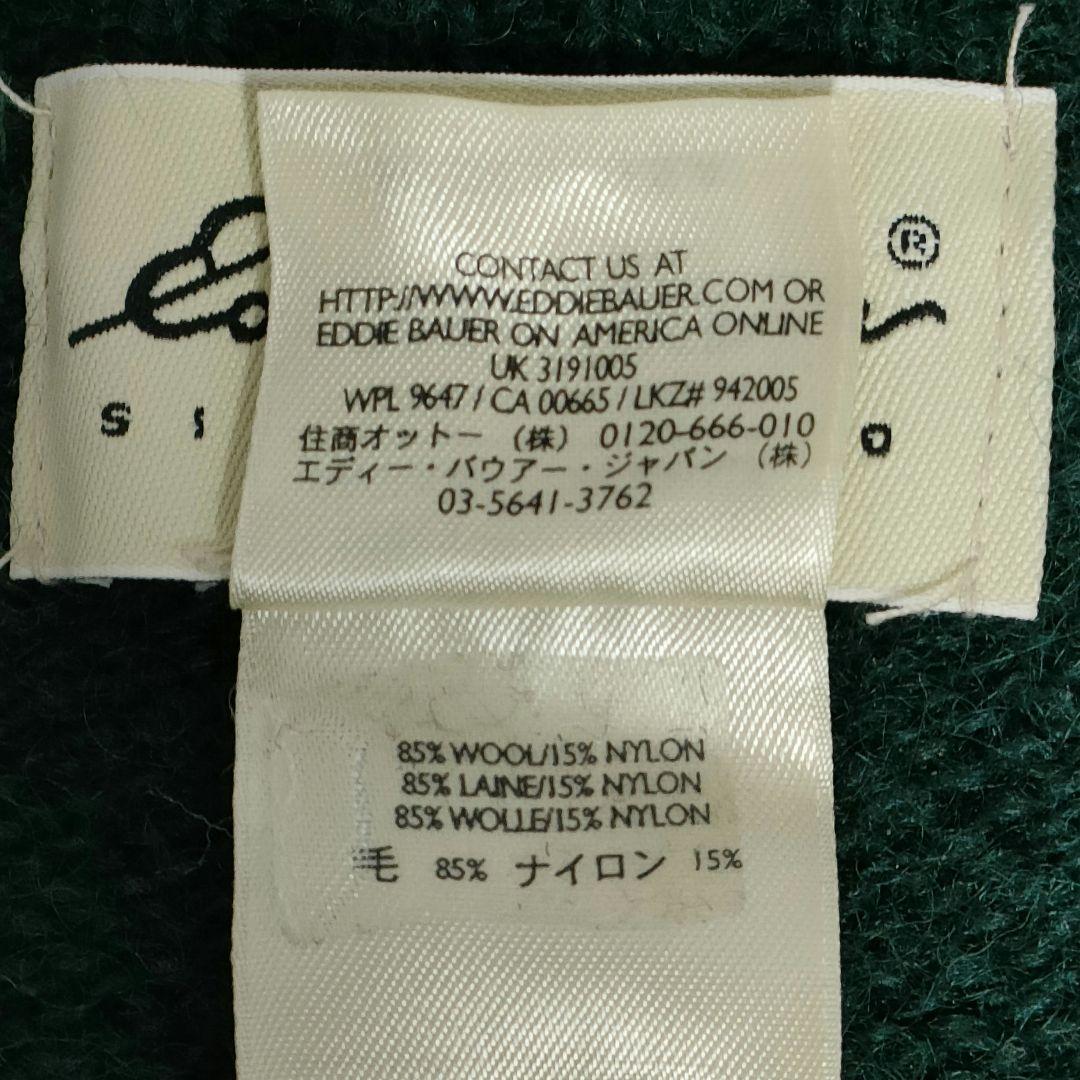 ®
CONTACT US AT
HTTP://WWW.EDDIEBAUER.COM OR
EDDIE BAUER ON AMERICA ONLINE
UK 3191005
WPL 9647 / CA 00665 / LKZ# 942005
住商オットー (株) 0120-666-010
エディー・バウアー・ジャパン (株)
03-5641-3762
85% WOOL/15% NYLON
85% LAINE/15% NYLON
85% WOLLE/15% NYLON
毛 85% ナイロン 15%